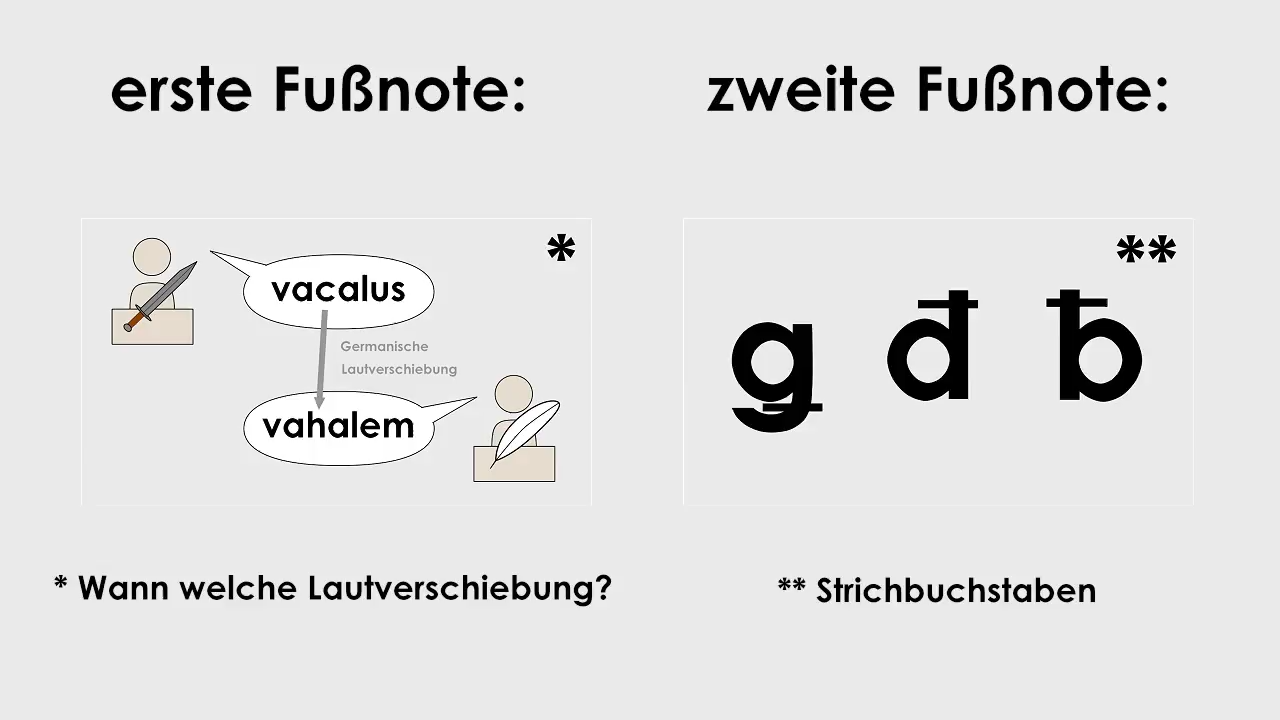 erste Fußnote:
zweite Fußnote:
*
vacalus
Germanische
Lautverschiebung
vahalem
**
g đ ƀ
* Wann welche Lautverschiebung?
** Strichbuchstaben